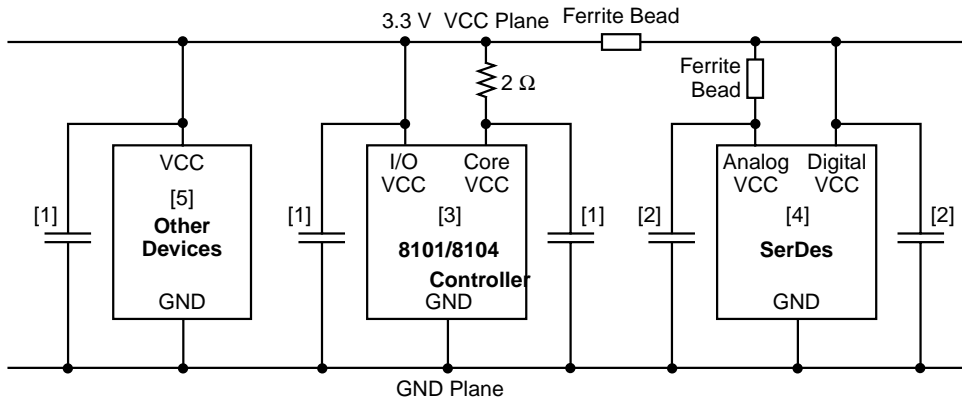 3.3 V VCC Plane
Ferrite Bead
Ferrite
Bead
2 Ω
VCC
[5]
Other
Devices
GND
[1]
I/O
VCC
Core
VCC
[3]
8101/8104
Controller
GND
[1]
[1]
Analog
VCC
Digital
VCC
[4]
SerDes
GND
[2]
[2]
GND Plane